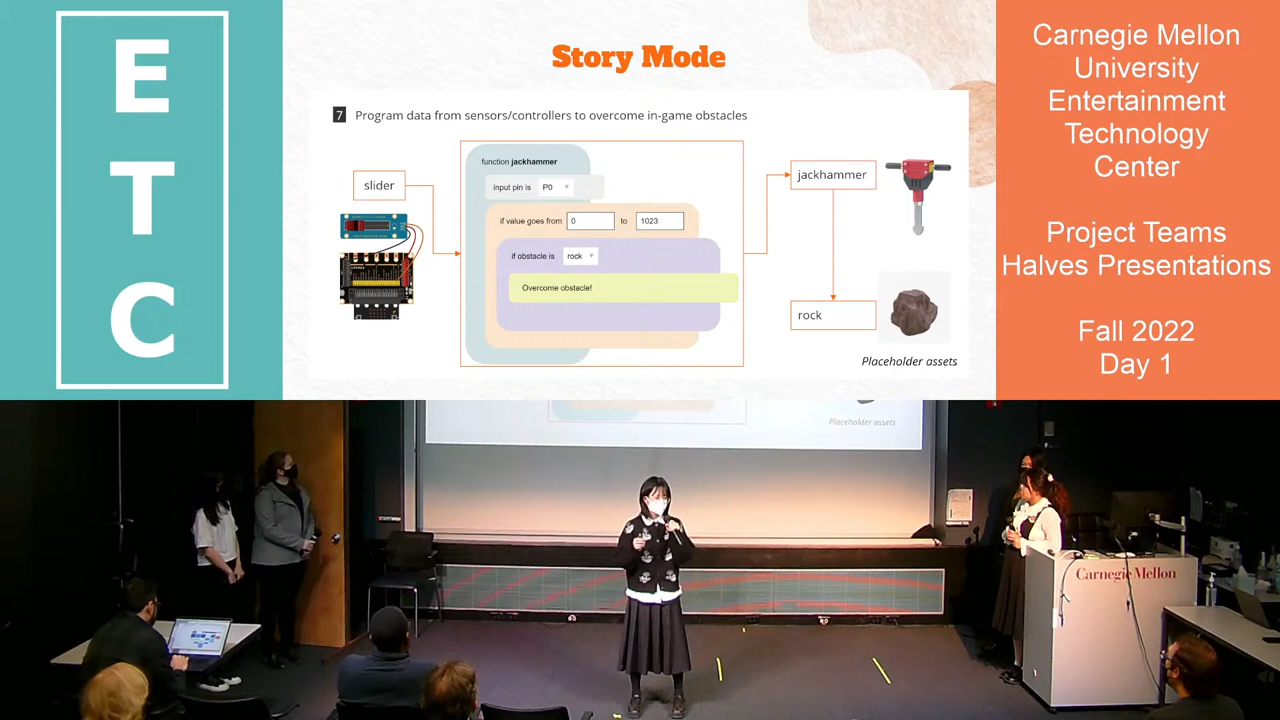 E
T
C
Story Mode
7 Program data from sensors/controllers to overcome in-game obstacles
slider
function jackhammer
input pin is P0
if value goes from 0 to 1023
if obstacle is rock
Overcome obstacle!
jackhammer
rock
Placeholder assets
Carnegie Mellon
University
Entertainment
Technology
Center
Project Teams
Halves Presentations
Fall 2022
Day 1
Placeholder assets
Carnegie Mellon